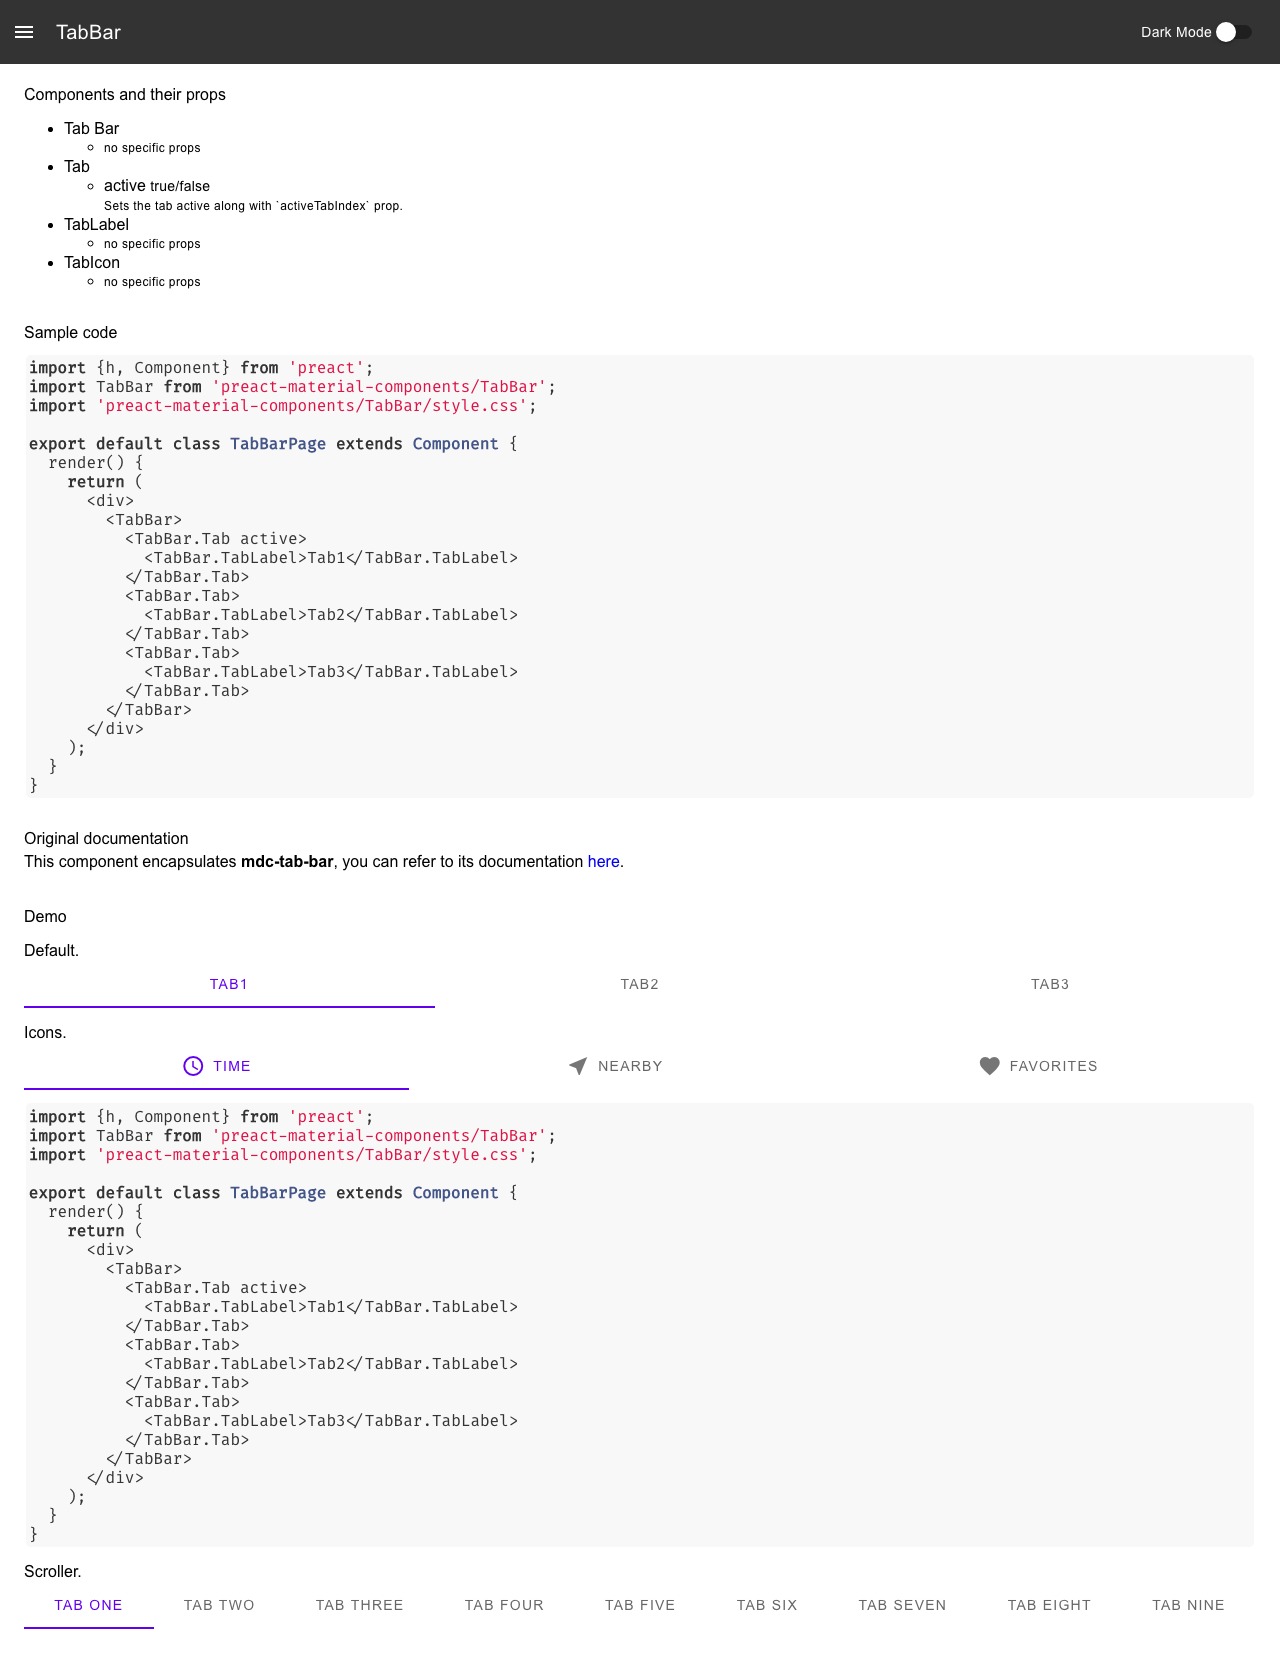 TabBar
Dark Mode
Components and their props
Tab Bar
no specific props
Tab
active true/false
Sets the tab active along with `activeTabIndex` prop.
TabLabel
no specific props
TabIcon
no specific props
Sample code
import {h, Component} from 'preact';
import TabBar from 'preact-material-components/TabBar';
import 'preact-material-components/TabBar/style.css';
export default class TabBarPage extends Component {
  render() {
    return (
      <div>
        <TabBar>
          <TabBar.Tab active>
            <TabBar.TabLabel>Tab1</TabBar.TabLabel>
          </TabBar.Tab>
          <TabBar.Tab>
            <TabBar.TabLabel>Tab2</TabBar.TabLabel>
          </TabBar.Tab>
          <TabBar.Tab>
            <TabBar.TabLabel>Tab3</TabBar.TabLabel>
          </TabBar.Tab>
        </TabBar>
      </div>
    );
  }
}
Original documentation
This component encapsulates mdc-tab-bar, you can refer to its documentation here.
Demo
Default.
TAB1 TAB2 TAB3
Icons.
TIME NEARBY FAVORITES
import {h, Component} from 'preact';
import TabBar from 'preact-material-components/TabBar';
import 'preact-material-components/TabBar/style.css';
export default class TabBarPage extends Component {
  render() {
    return (
      <div>
        <TabBar>
          <TabBar.Tab active>
            <TabBar.TabLabel>Tab1</TabBar.TabLabel>
          </TabBar.Tab>
          <TabBar.Tab>
            <TabBar.TabLabel>Tab2</TabBar.TabLabel>
          </TabBar.Tab>
          <TabBar.Tab>
            <TabBar.TabLabel>Tab3</TabBar.TabLabel>
          </TabBar.Tab>
        </TabBar>
      </div>
    );
  }
}
Scroller.
TAB ONE TAB TWO TAB THREE TAB FOUR TAB FIVE TAB SIX TAB SEVEN TAB EIGHT TAB NINE